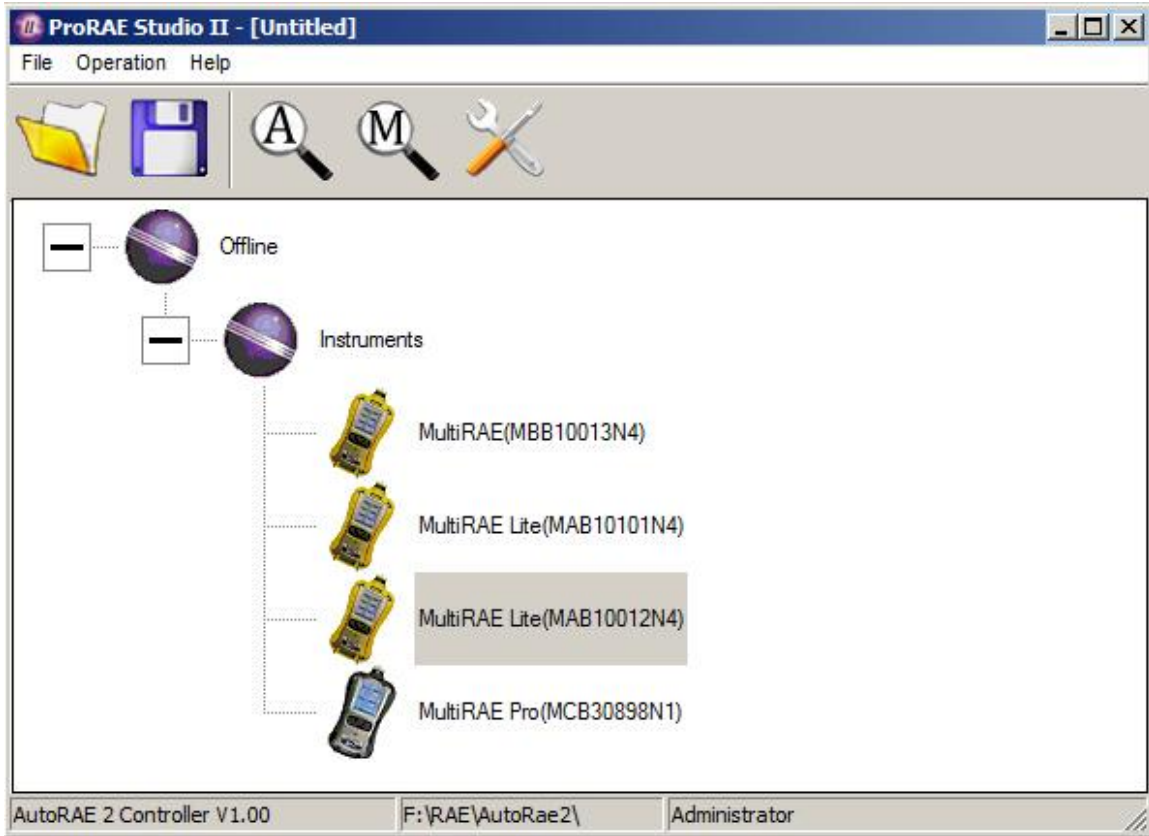 ProRAE Studio II - [Untitled]
File Operation Help
A M
Offline
Instruments
MultiRAE(MBB10013N4)
MultiRAE Lite(MAB10101N4)
MultiRAE Lite(MAB10012N4)
MultiRAE Pro(MCB30898N1)
AutoRAE 2 Controller V1.00 F:\RAE\AutoRae2\ Administrator